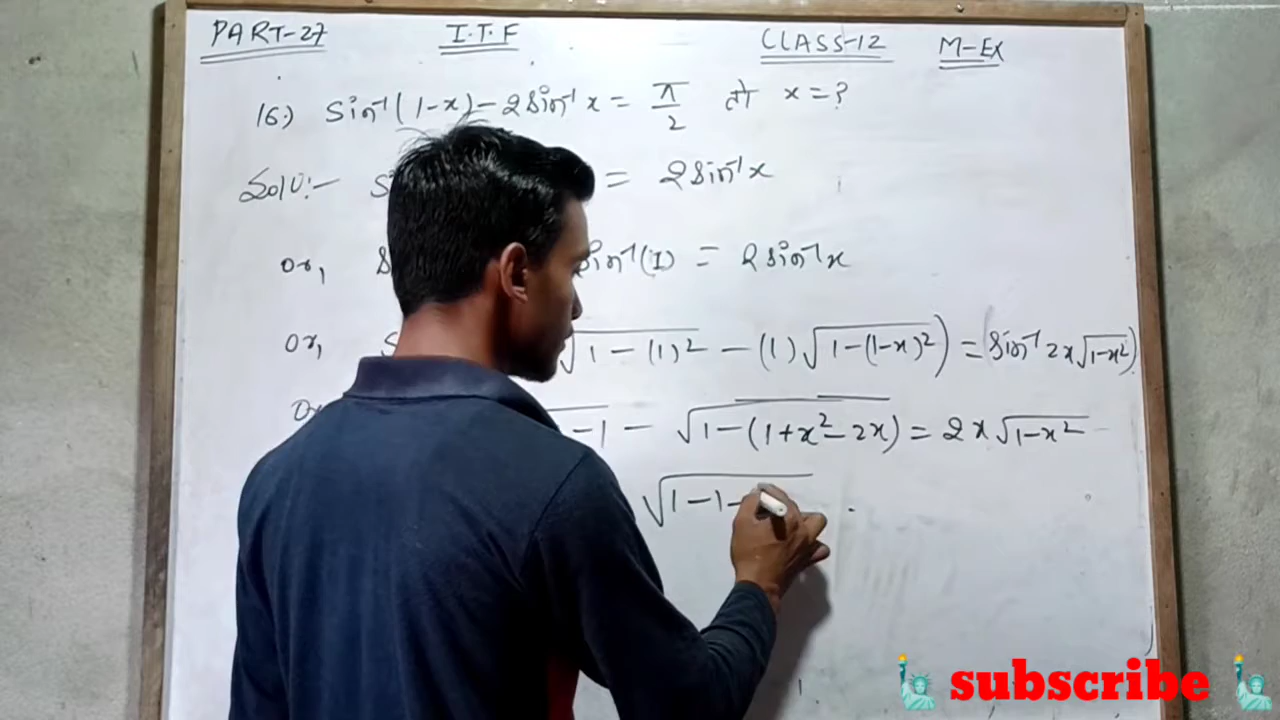 PART-27 I.T.F CLASS-12 M-Ex
16.) Sin⁻¹(1-x) - 2Sin⁻¹x = π/2 तो x = ?
Solⁿ:- = 2Sin⁻¹x
or, Sin⁻¹(1) = 2Sin⁻¹x
or, √1-(1)² - (1)√1-(1-x)²) = Sin⁻¹ 2x√1-x²)
-1 - √1-(1+x²-2x) = 2x√1-x²
√1-1-
subscribe